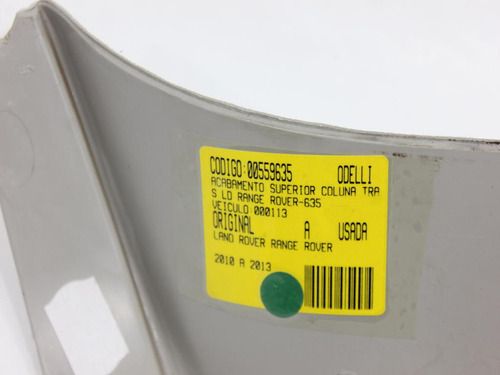 CODIGO:00559635 ODELLI
ACABAMENTO SUPERIOR COLUNA TRA
S LD RANGE ROVER-635
VEICULO 000113
ORIGINAL A USADA
LAND ROVER RANGE ROVER
2010 A 2013